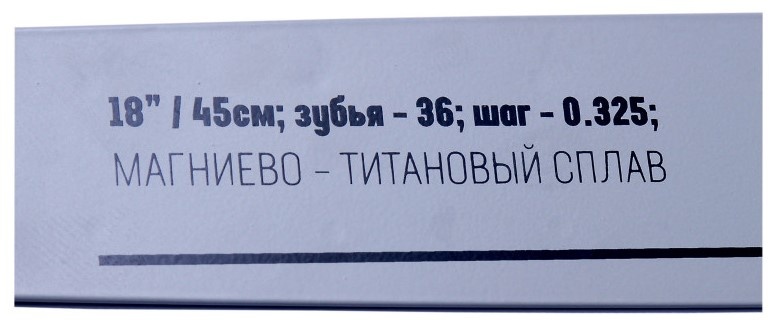 18” / 45см; зубья – 36; шаг – 0.325;
МАГНИЕВО – ТИТАНОВЫЙ СПЛАВ